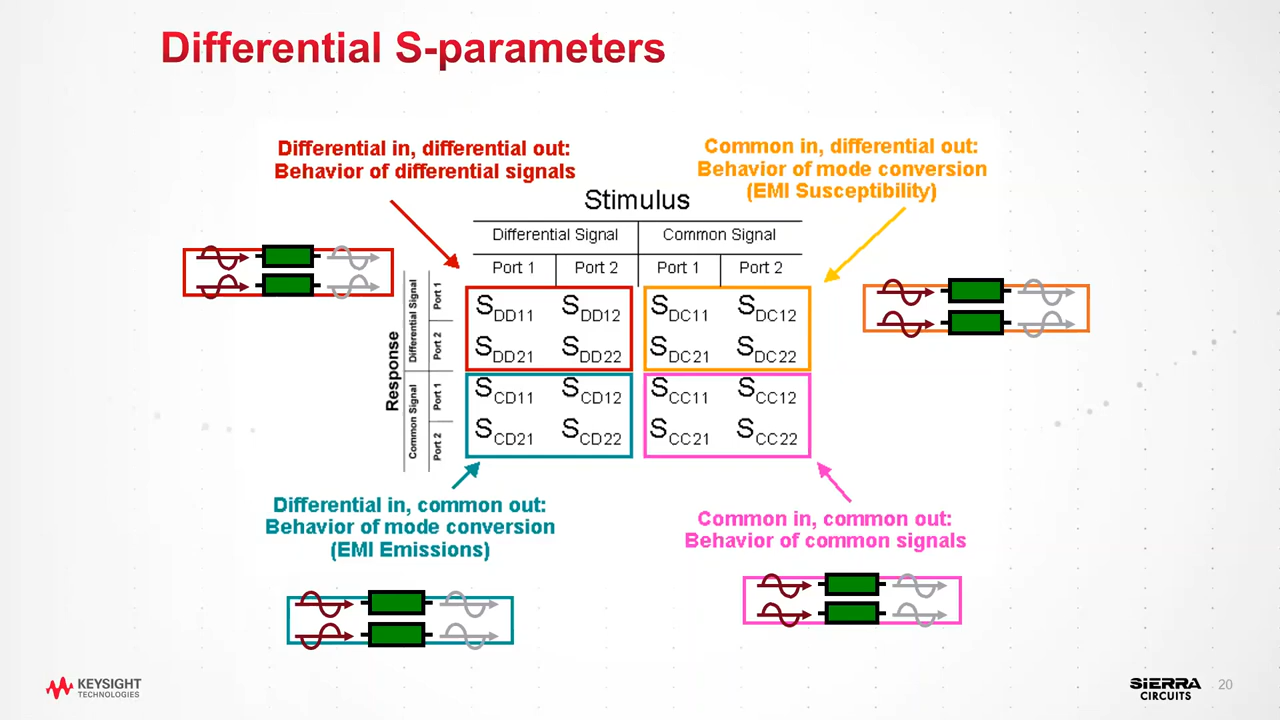 Differential S-parameters
Differential in, differential out:
Behavior of differential signals
Common in, differential out:
Behavior of mode conversion
(EMI Susceptibility)
Stimulus
Differential Signal Common Signal
Port 1 Port 2 Port 1 Port 2
Response
Differential Signal
Common Signal
Port 1
Port 2
Port 1
Port 2
SDD11 SDD12 SDC11 SDC12
SDD21 SDD22 SDC21 SDC22
SCD11 SCD12 SCC11 SCC12
SCD21 SCD22 SCC21 SCC22
Differential in, common out:
Behavior of mode conversion
(EMI Emissions)
Common in, common out:
Behavior of common signals
KEYSIGHT
TECHNOLOGIES
SIERRA
CIRCUITS
20